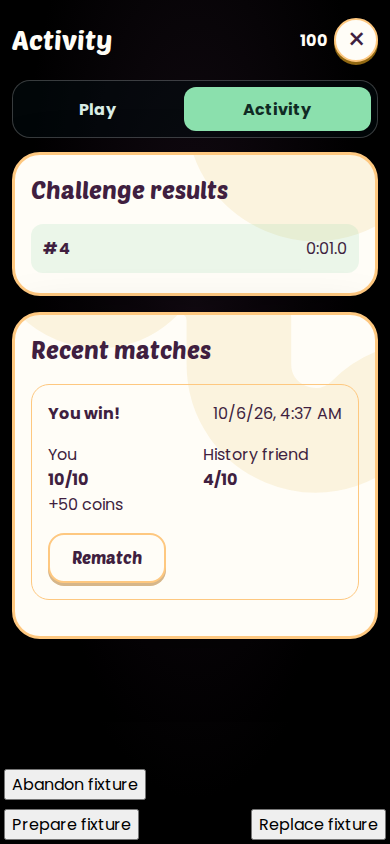 Activity
100
Play
Activity
Challenge results
#4
0:01.0
Recent matches
You win!
10/6/26, 4:37 AM
You
History friend
10/10
4/10
+50 coins
Rematch
Abandon fixture
Prepare fixture
Replace fixture